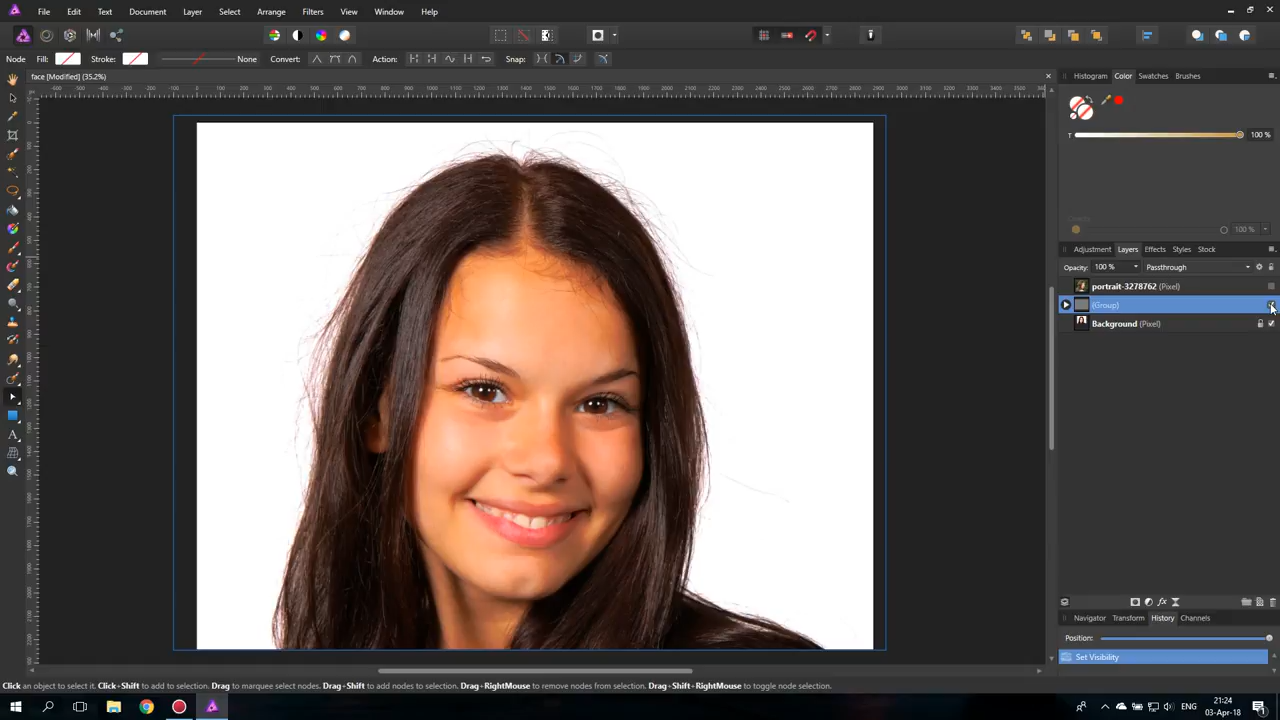 File Edit Text Document Layer Select Arrange Filters View Window Help
Node Fill: Stroke: None Convert: Action: Snap:
face [Modified] (35.2%)
Histogram Color Swatches Brushes
T 100 %
Opacity 100 %
Adjustment Layers Effects Styles Stock
Opacity: 100 % Passthrough
portrait-3278762 (Pixel)
(Group)
Background (Pixel)
Navigator Transform History Channels
Position:
Set Visibility
Click an object to select it. Click+Shift to add to selection. Drag to marquee select nodes. Drag+Shift to add nodes to selection. Drag+RightMouse to remove nodes from selection. Drag+Shift+RightMouse to toggle node selection.
21:24
03-Apr-18